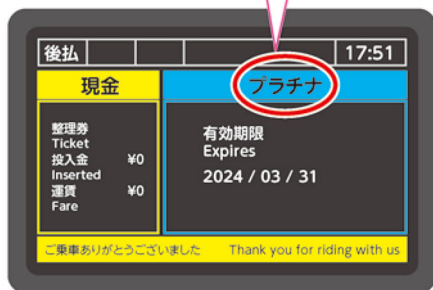 後払 17:51
現金
プラチナ
整理券
Ticket
投入金 ¥0
Inserted
運賃 ¥0
Fare
有効期限
Expires
2024 / 03 / 31
ご乗車ありがとうございました Thank you for riding with us